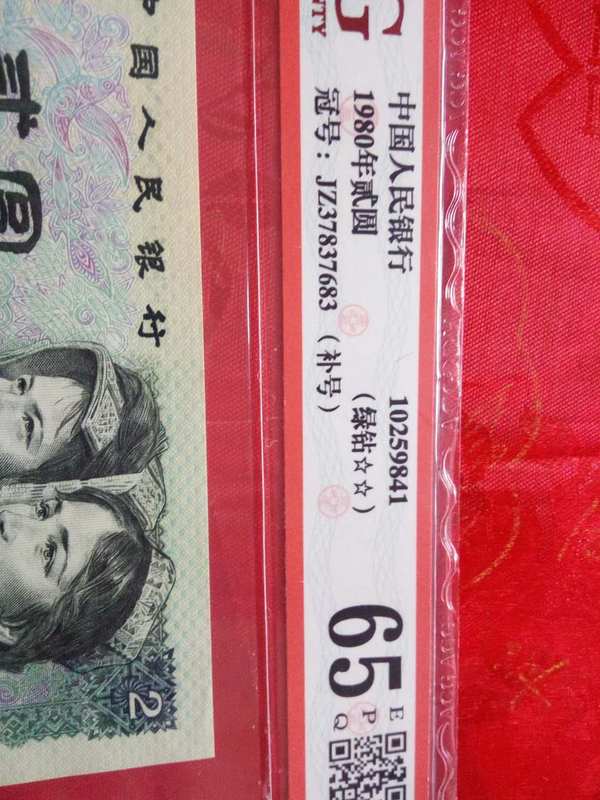 中国人民银行
贰圆
2
G
TY
中国人民银行 10259841
1980年贰圆 （绿钻☆☆）
冠号：JZ37837683 （补号）
65 E
P
Q